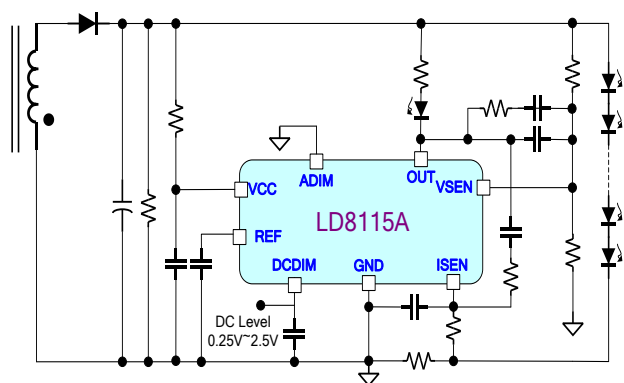 ADIM
OUT
VCC
VSEN
LD8115A
REF
DCDIM
GND
ISEN
DC Level
0.25V~2.5V